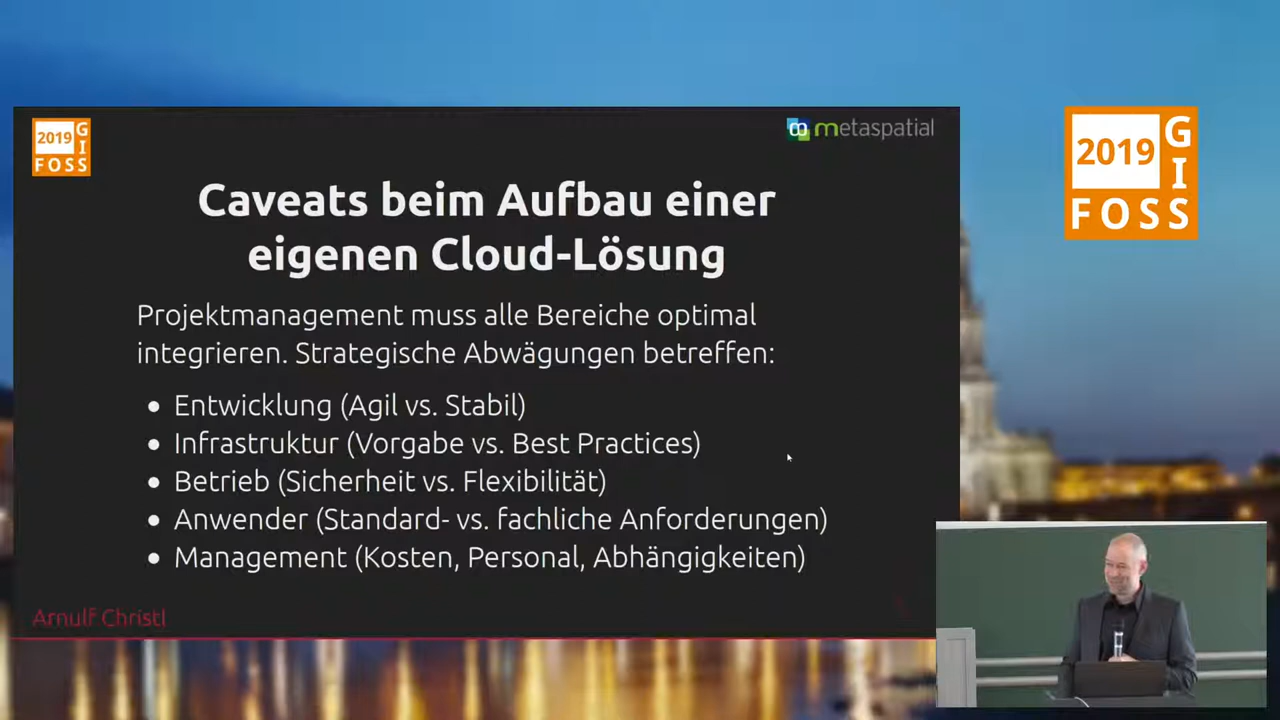 2019
G
I
FOSS
metaspatial
Caveats beim Aufbau einer
eigenen Cloud-Lösung
Projektmanagement muss alle Bereiche optimal
integrieren. Strategische Abwägungen betreffen:
• Entwicklung (Agil vs. Stabil)
• Infrastruktur (Vorgabe vs. Best Practices)
• Betrieb (Sicherheit vs. Flexibilität)
• Anwender (Standard- vs. fachliche Anforderungen)
• Management (Kosten, Personal, Abhängigkeiten)
Arnulf Christl
2019
G
I
FOSS